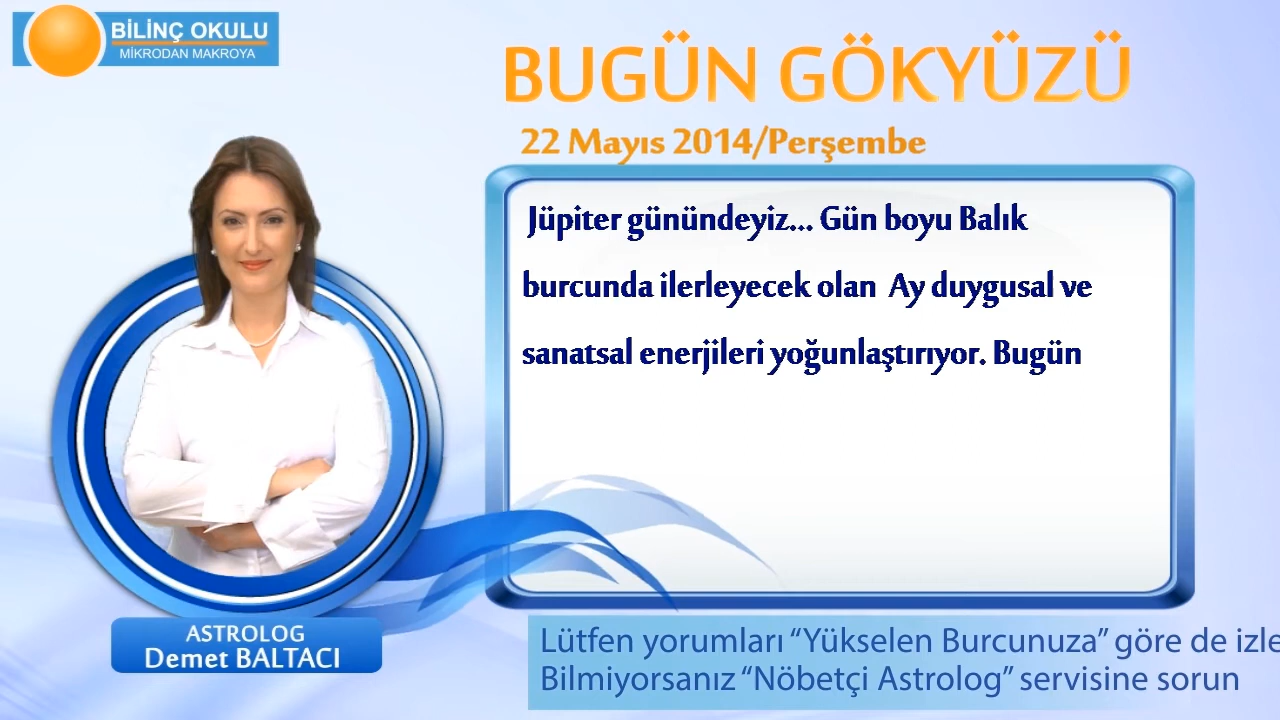 BİLİNÇ OKULU
MİKRODAN MAKROYA
BUGÜN GÖKYÜZÜ
22 Mayıs 2014/Perşembe
Jüpiter günündeyiz... Gün boyu Balık
burcunda ilerleyecek olan Ay duygusal ve
sanatsal enerjileri yoğunlaştırıyor. Bugün
ASTROLOG
Demet BALTACI
Lütfen yorumları “Yükselen Burcunuza” göre de izle
Bilmiyorsanız “Nöbetçi Astrolog” servisine sorun